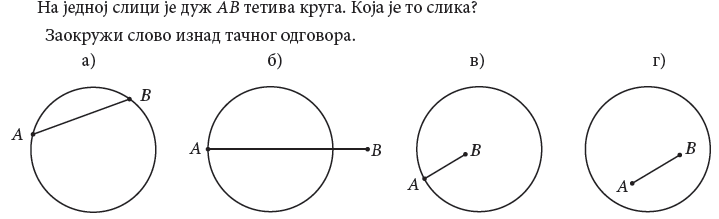 На једној слици је дуж AB тетива круга. Која је то слика?
Заокружи слово изнад тачног одговора.
а) б) в) г)
A B
A B
A B
A B